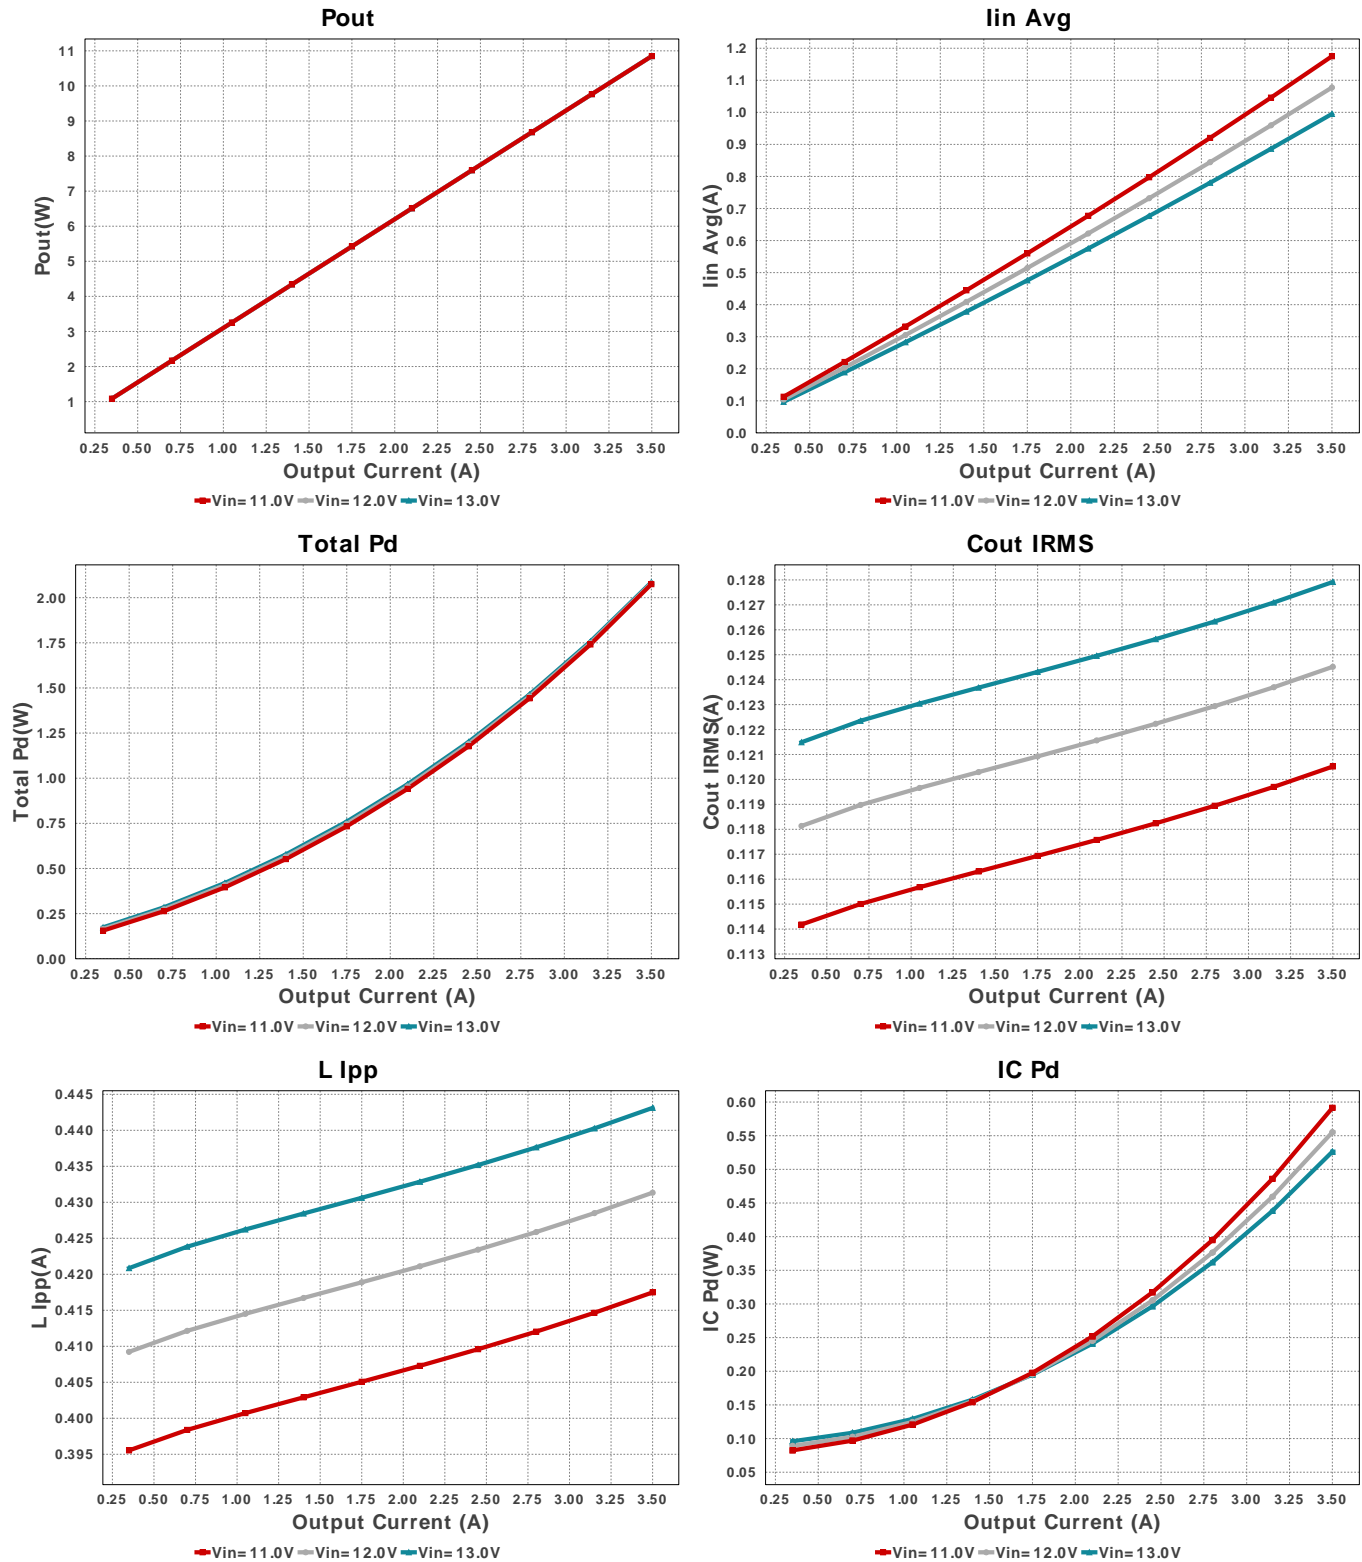 Pout
Pout(W)
11
10
9
8
7
6
5
4
3
2
1
0.25 0.50 0.75 1.00 1.25 1.50 1.75 2.00 2.25 2.50 2.75 3.00 3.25 3.50
Output Current (A)
Vin=11.0V Vin=12.0V Vin=13.0V
Iin Avg
Iin Avg(A)
1.2
1.1
1.0
0.9
0.8
0.7
0.6
0.5
0.4
0.3
0.2
0.1
0.0
0.25 0.50 0.75 1.00 1.25 1.50 1.75 2.00 2.25 2.50 2.75 3.00 3.25 3.50
Output Current (A)
Vin=11.0V Vin=12.0V Vin=13.0V
Total Pd
Total Pd(W)
2.00
1.75
1.50
1.25
1.00
0.75
0.50
0.25
0.00
0.25 0.50 0.75 1.00 1.25 1.50 1.75 2.00 2.25 2.50 2.75 3.00 3.25 3.50
Output Current (A)
Vin=11.0V Vin=12.0V Vin=13.0V
Cout IRMS
Cout IRMS(A)
0.128
0.127
0.126
0.125
0.124
0.123
0.122
0.121
0.120
0.119
0.118
0.117
0.116
0.115
0.114
0.113
0.25 0.50 0.75 1.00 1.25 1.50 1.75 2.00 2.25 2.50 2.75 3.00 3.25 3.50
Output Current (A)
Vin=11.0V Vin=12.0V Vin=13.0V
L Ipp
L Ipp(A)
0.445
0.440
0.435
0.430
0.425
0.420
0.415
0.410
0.405
0.400
0.395
0.25 0.50 0.75 1.00 1.25 1.50 1.75 2.00 2.25 2.50 2.75 3.00 3.25 3.50
Output Current (A)
Vin=11.0V Vin=12.0V Vin=13.0V
IC Pd
IC Pd(W)
0.60
0.55
0.50
0.45
0.40
0.35
0.30
0.25
0.20
0.15
0.10
0.05
0.25 0.50 0.75 1.00 1.25 1.50 1.75 2.00 2.25 2.50 2.75 3.00 3.25 3.50
Output Current (A)
Vin=11.0V Vin=12.0V Vin=13.0V